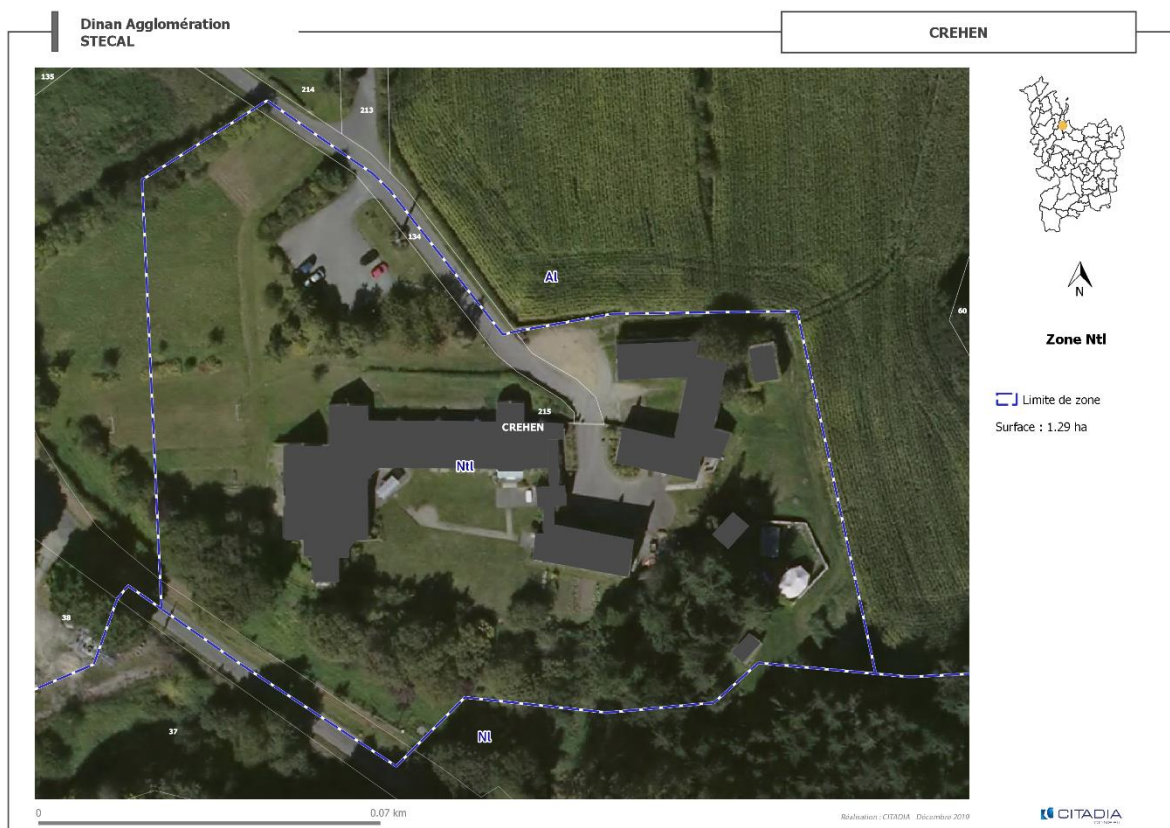 Dinan Agglomération
STECAL
CREHEN
135
214
213
134
Al
60
N
Zone Ntl
Limite de zone
Surface : 1.29 ha
215
CREHEN
Ntl
38
37
Nl
0
0.07 km
Réalisation : CITADIA Décembre 2019
CITADIA